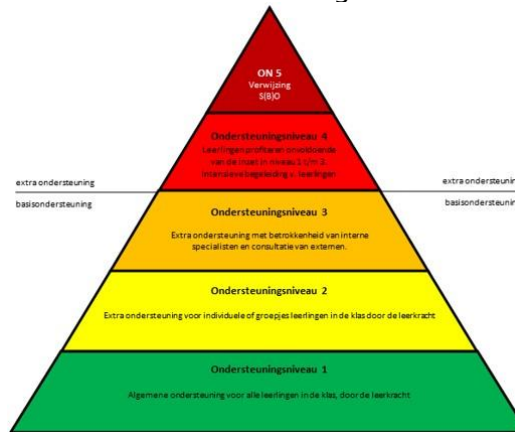 ON 5
Verwijzing
S(B)O
Ondersteuningsniveau 4
Leerlingen profiteren onvoldoende
van de inzet in niveau 1 t/m 3.
Intensieve begeleiding v. leerlingen
extra ondersteuning
extra ondersteunin
basisondersteuning
basisondersteunin
Ondersteuningsniveau 3
Extra ondersteuning met betrokkenheid van interne
specialisten en consultatie van externen.
Ondersteuningsniveau 2
Extra ondersteuning voor individuele of groepjes leerlingen in de klas door de leerkracht
Ondersteuningsniveau 1
Algemene ondersteuning voor alle leerlingen in de klas, door de leerkracht